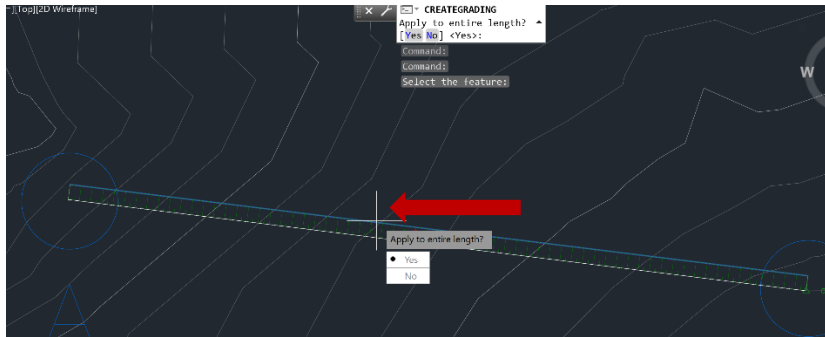 –][Top][2D Wireframe]
CREATEGRADING
Apply to entire length?
[Yes No] <Yes>:
Command:
Command:
Select the feature:
W
Apply to entire length?
Yes
No
A